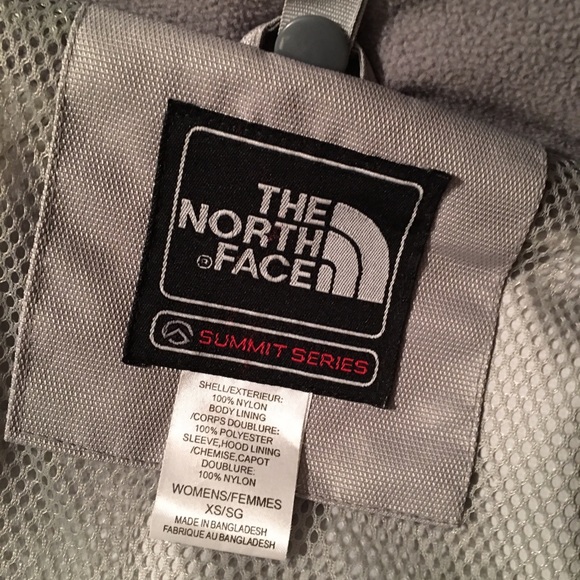 THE
NORTH
®FACE
SUMMIT SERIES
SHELL/EXTERIEUR:
100% NYLON
BODY LINING
/CORPS DOUBLURE:
100% POLYESTER
SLEEVE,HOOD LINING
/CHEMISE,CAPOT
DOUBLURE:
100% NYLON
WOMENS/FEMMES
XS/SG
MADE IN BANGLADESH
FABRIQUE AU BANGLADESH